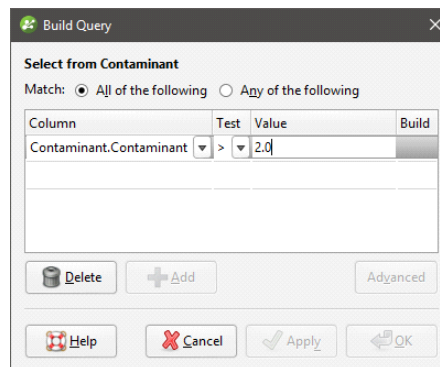 Build Query
Select from Contaminant
Match: All of the following Any of the following
Column Test Value Build
Contaminant.Contaminant > 2.0
Delete Add Advanced
Help Cancel Apply OK